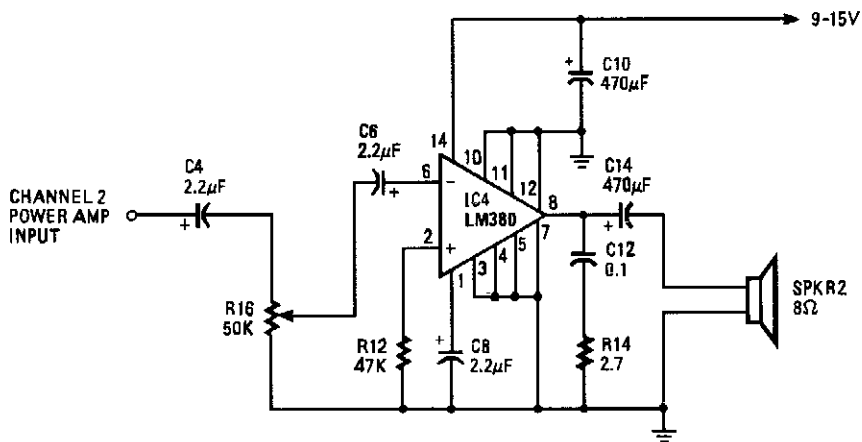 9-15V
+
C10
470µF
14
10
11
12
C6
2.2µF
+
6
−
IC4
LM380
8
7
C14
470µF
+
C4
2.2µF
+
CHANNEL 2
POWER AMP
INPUT
2
+
1
3
4
5
C12
0.1
SPKR2
8Ω
R16
50K
R12
47K
+
C8
2.2µF
R14
2.7